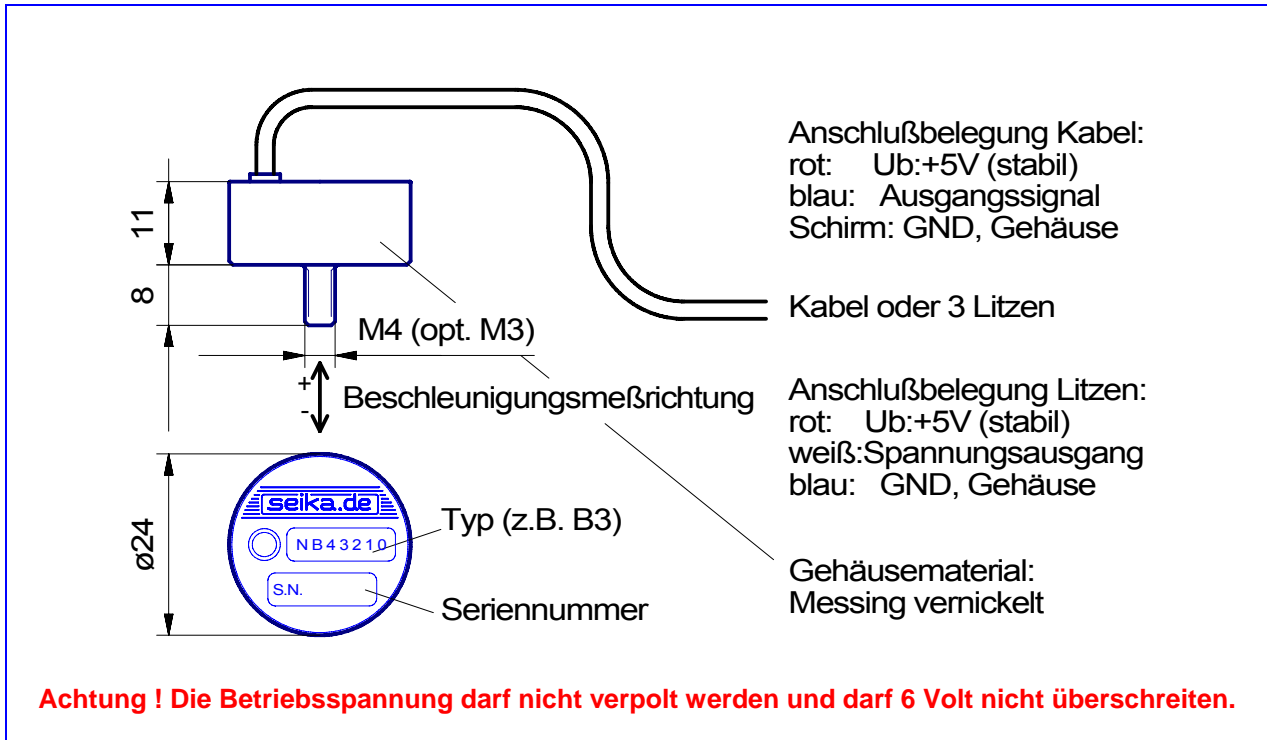 Anschlußbelegung Kabel:
rot: Ub:+5V (stabil)
blau: Ausgangssignal
Schirm: GND, Gehäuse
11
8
Kabel oder 3 Litzen
M4 (opt. M3)
+
-
Beschleunigungsmeßrichtung
Anschlußbelegung Litzen:
rot: Ub:+5V (stabil)
weiß:Spannungsausgang
blau: GND, Gehäuse
ø24
seika.de
NB43210
S.N.
Typ (z.B. B3)
Seriennummer
Gehäusematerial:
Messing vernickelt
Achtung ! Die Betriebsspannung darf nicht verpolt werden und darf 6 Volt nicht überschreiten.